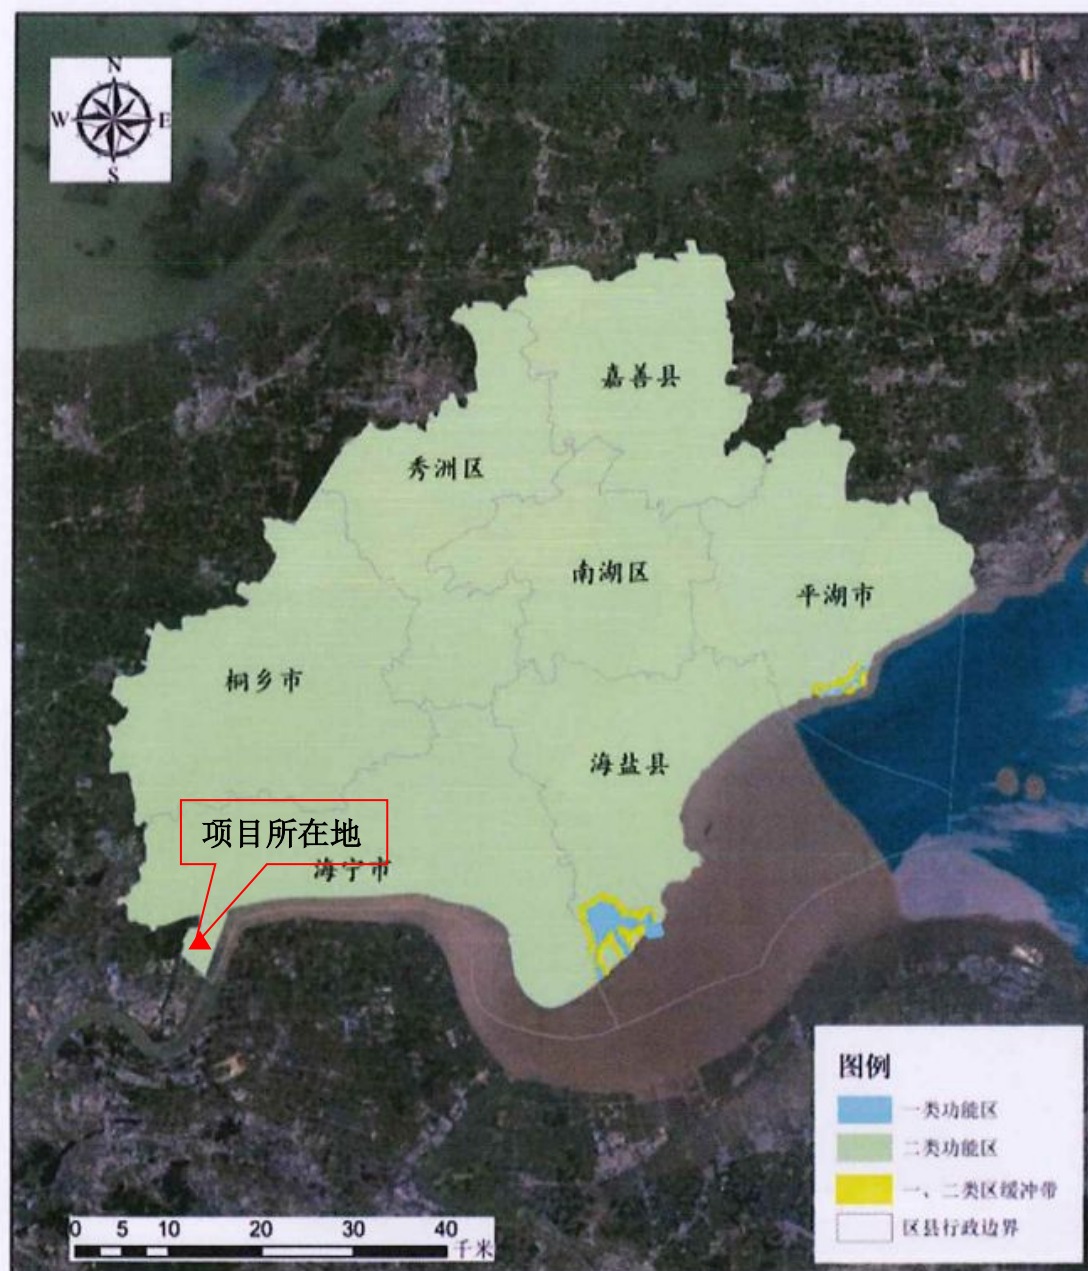 N
W E
S
嘉善县
秀洲区
南湖区
平湖市
桐乡市
海盐县
项目所在地
海宁市
图例
一类功能区
二类功能区
一、二类区缓冲带
区县行政边界
0 5 10 20 30 40
千米